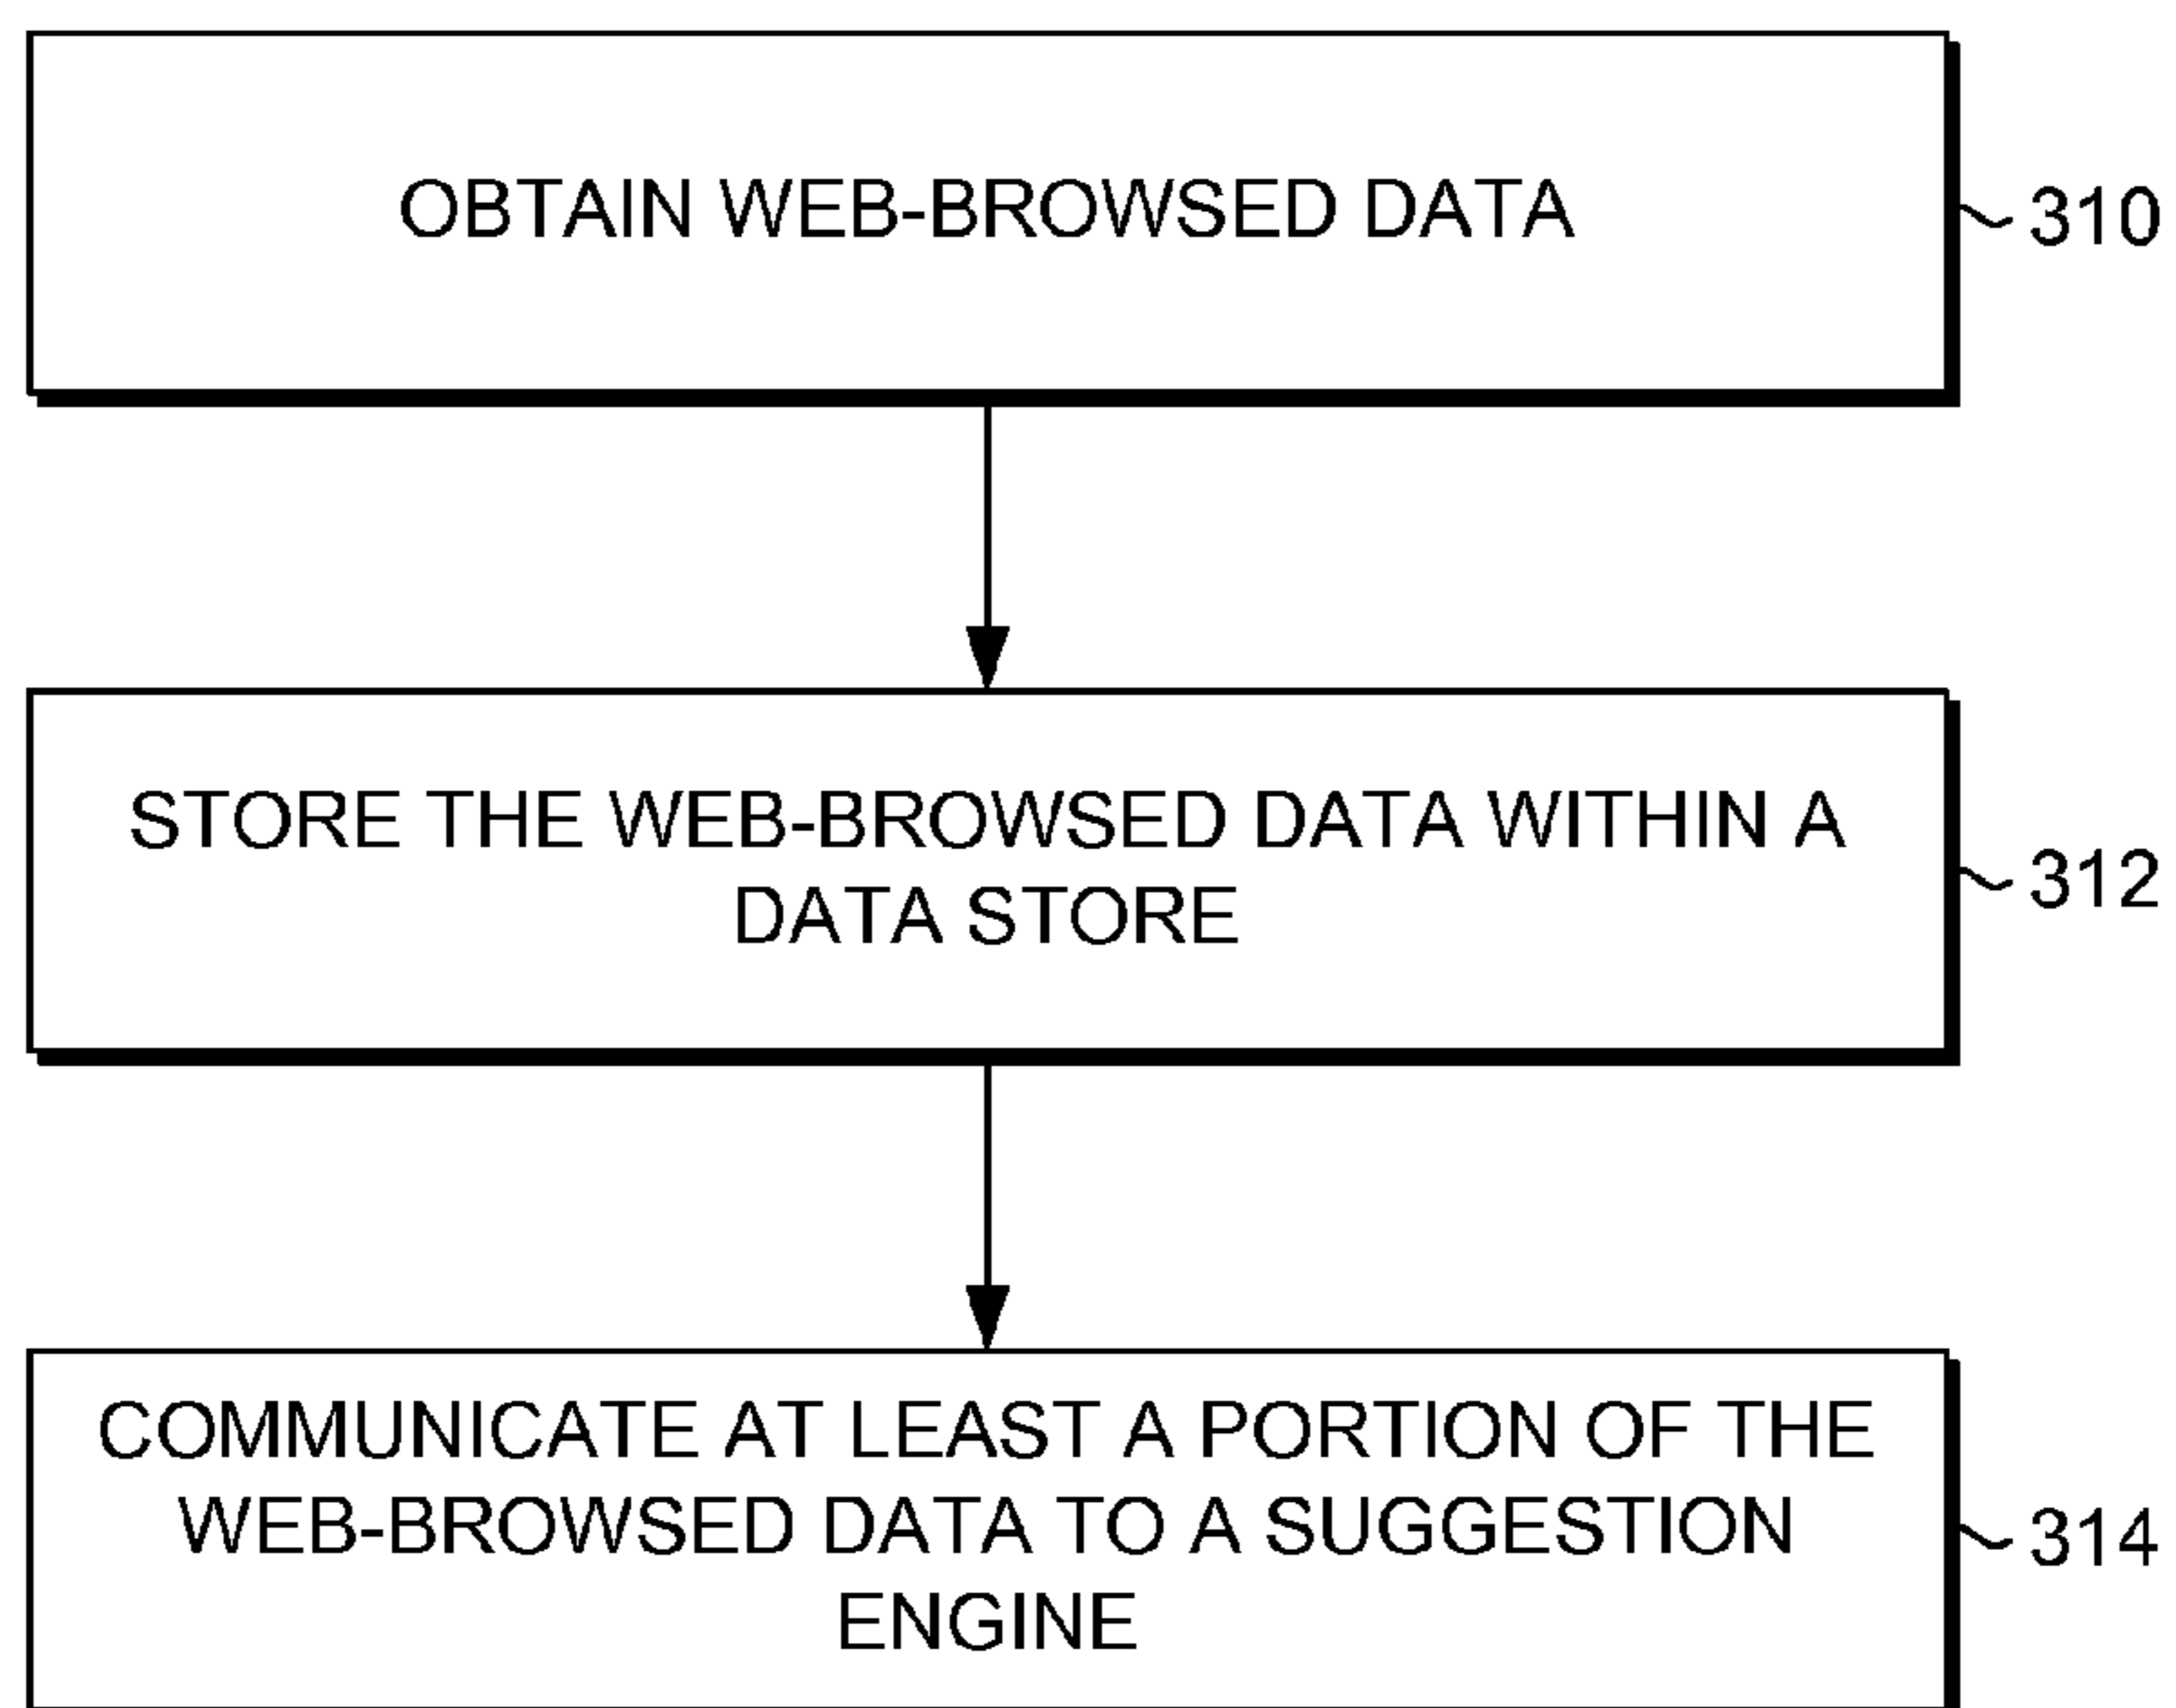 OBTAIN WEB-BROWSED DATA
310
STORE THE WEB-BROWSED DATA WITHIN A
DATA STORE
312
COMMUNICATE AT LEAST A PORTION OF THE
WEB-BROWSED DATA TO A SUGGESTION
ENGINE
314